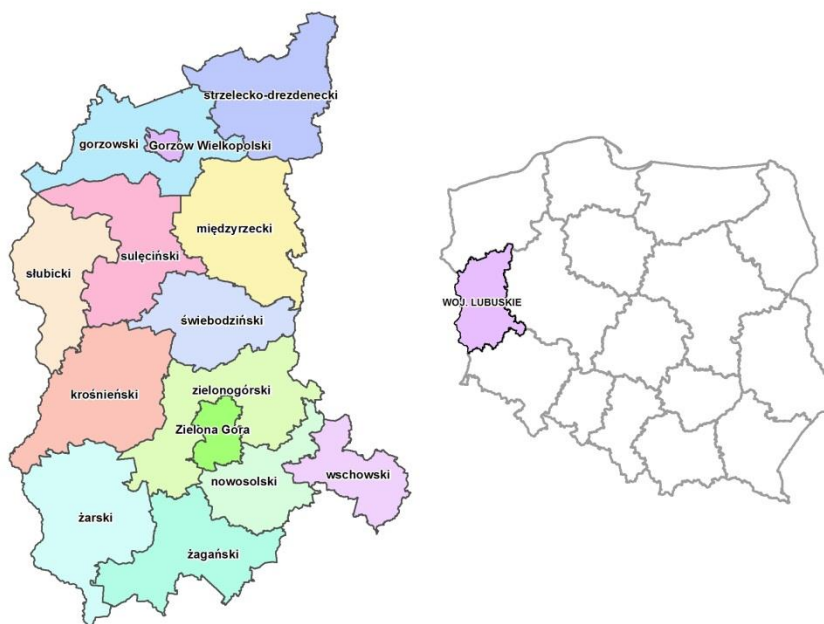 strzelecko-drezdenecki
gorzowski
Gorzów Wielkopolski
międzyrzecki
sulęciński
słubicki
WOJ. LUBUSKIE
świebodziński
krośnieński
zielonogórski
Zielona Góra
wschowski
nowosolski
żarski
żagański